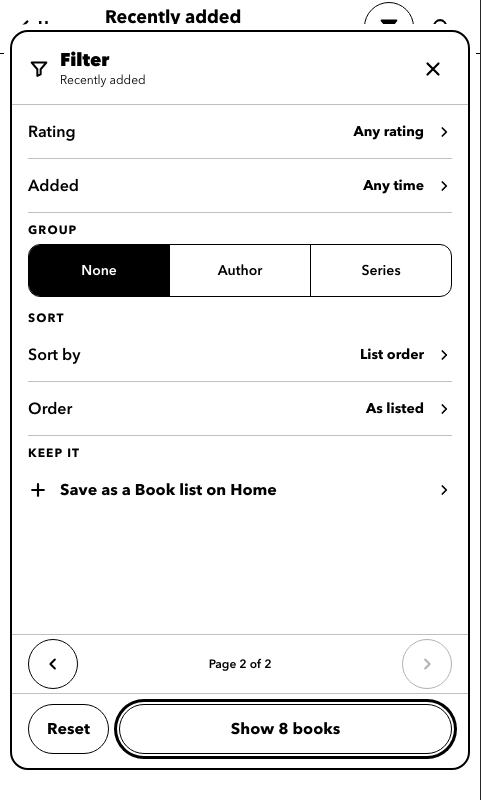 Recently added
Filter
Recently added
Rating Any rating
Added Any time
GROUP
None Author Series
SORT
Sort by List order
Order As listed
KEEP IT
Save as a Book list on Home
Page 2 of 2
Reset Show 8 books